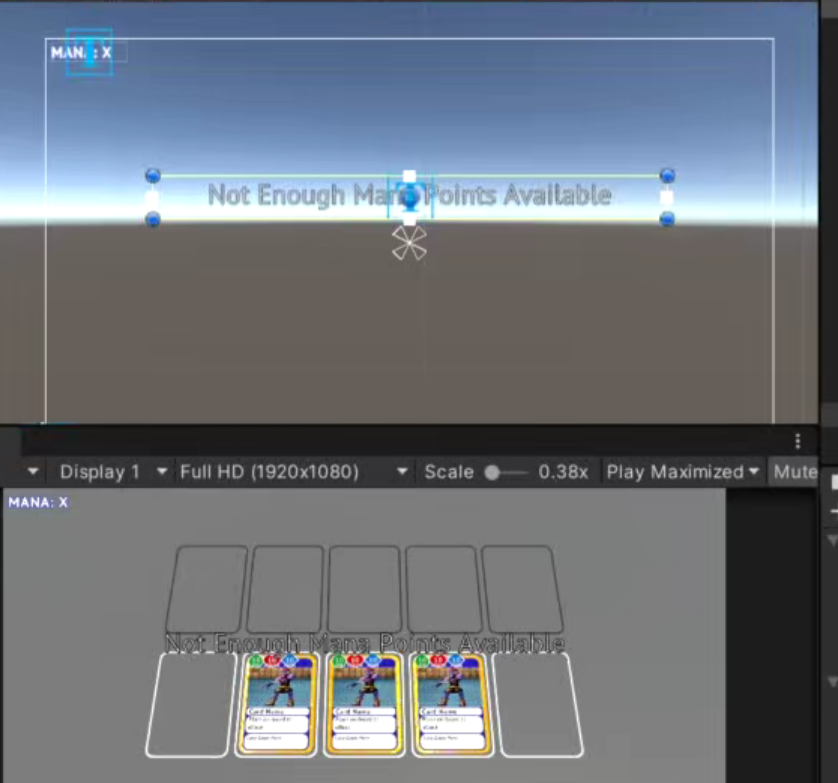 MANA: X
Not Enough Mana Points Available
Display 1
Full HD (1920x1080)
Scale
0.38x
Play Maximized
Mute
MANA: X
Not Enough Mana Points Available
Card Name
Card Name
Card Name